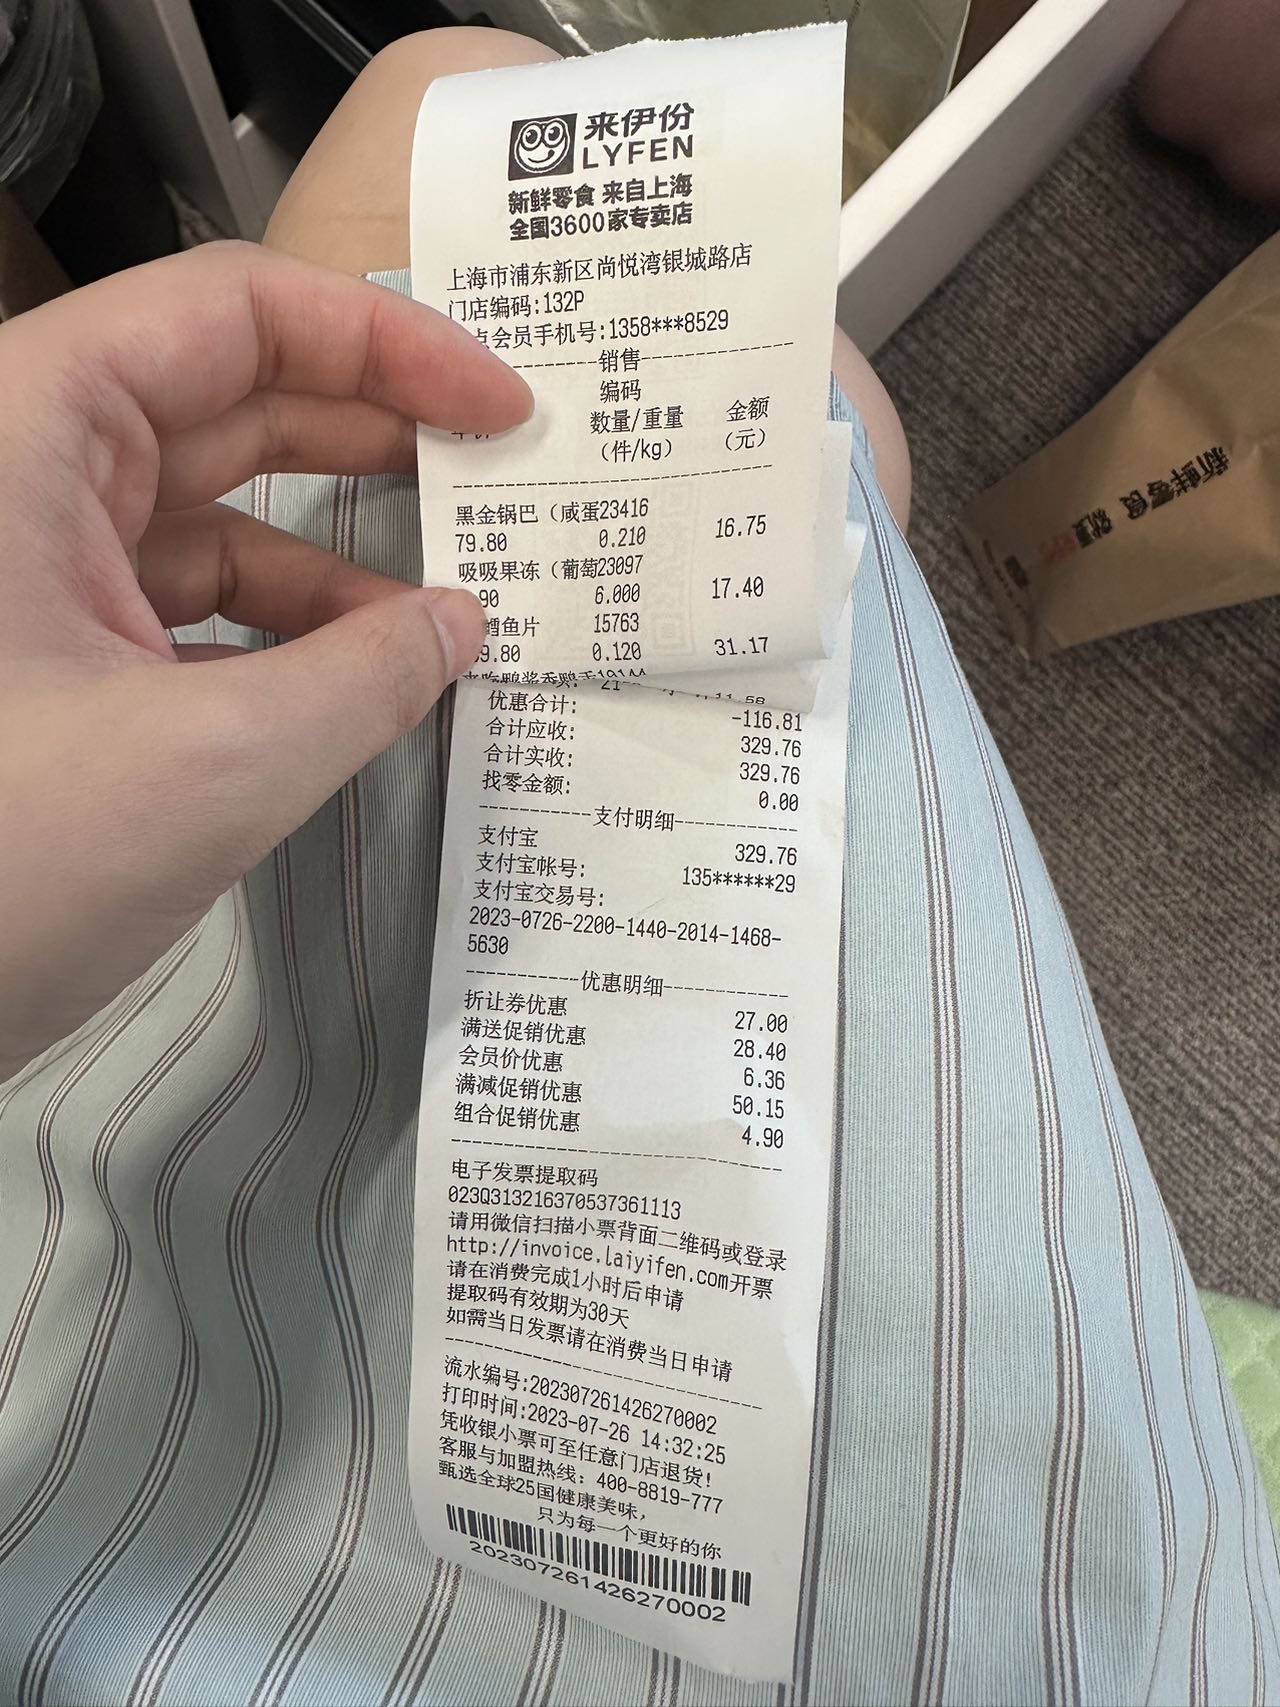 来伊份
LYFEN
新鲜零食 来自上海
全国3600家专卖店
上海市浦东新区尚悦湾银城路店
门店编码:132P
会员手机号:1358***8529
销售
编码
数量/重量 金额
(件/kg) (元)
黑金锅巴(咸蛋23416
79.80 0.210 16.75
吸吸果冻(葡萄23097
.90 6.000 17.40
鳕鱼片 15763
9.80 0.120 31.17
优惠合计: -116.81
合计应收: 329.76
合计实收: 329.76
找零金额: 0.00
支付明细
支付宝 329.76
支付宝帐号: 135******29
支付宝交易号:
2023-0726-2200-1440-2014-1468-
5630
优惠明细
折让券优惠 27.00
满送促销优惠 28.40
会员价优惠 6.36
满减促销优惠 50.15
组合促销优惠 4.90
电子发票提取码
023Q313216370537361113
请用微信扫描小票背面二维码或登录
http://invoice.laiyifen.com开票
请在消费完成1小时后申请
提取码有效期为30天
如需当日发票请在消费当日申请
流水编号:202307261426270002
打印时间:2023-07-26 14:32:25
凭收银小票可至任意门店退货!
客服与加盟热线: 400-8819-777
甄选全球25国健康美味,
只为每一个更好的你
202307261426270002
新鲜零食